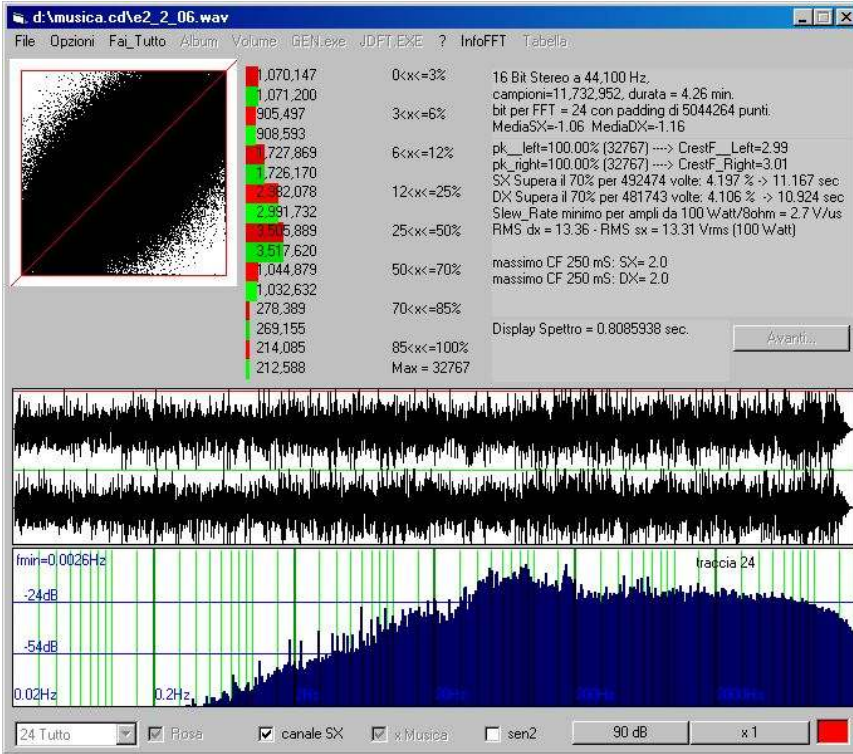 d:\musica.cd\e2_2_06.wav
File Opzioni Fai_Tutto Album Volume GEN.exe JDFT.EXE ? InfoFFT Tabella
1,070,147 0<x<=3%
1,071,200
905,497 3<x<=6%
908,593
1,727,869 6<x<=12%
1,726,170
2,982,078 12<x<=25%
2,991,732
3,505,889 25<x<=50%
3,517,620
1,044,879 50<x<=70%
1,032,632
278,389 70<x<=85%
269,155
214,085 85<x<=100%
212,588 Max = 32767
16 Bit Stereo a 44,100 Hz,
campioni=11,732,952, durata = 4.26 min.
bit per FFT = 24 con padding di 5044264 punti.
MediaSX=-1.06 MediaDX=-1.16
pk__left=100.00% (32767) ----> CrestF__Left=2.99
pk_right=100.00% (32767) ----> CrestF_Right=3.01
SX Supera il 70% per 492474 volte: 4.197 % -> 11.167 sec
DX Supera il 70% per 481743 volte: 4.106 % -> 10.924 sec
Slew_Rate minimo per ampli da 100 Watt/8ohm = 2.7 V/us
RMS dx = 13.36 - RMS sx = 13.31 Vrms (100 Watt)
massimo CF 250 mS: SX= 2.0
massimo CF 250 mS: DX= 2.0
Display Spettro = 0.8085938 sec.
Avanti...
fmin=0.0026Hz
traccia 24
-24dB
-54dB
0.02Hz 0.2Hz 2Hz 20Hz 200Hz 2000Hz
24 Tutto Rosa canale SX x Musica sen2 90 dB x 1